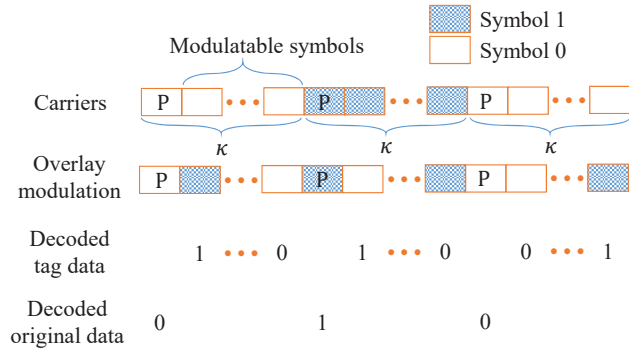 Symbol 1
Symbol 0
Modulatable symbols
Carriers P P P
κ κ κ
Overlay
modulation
P P P
Decoded
tag data
1 0 1 0 0 1
Decoded
original data
0 1 0